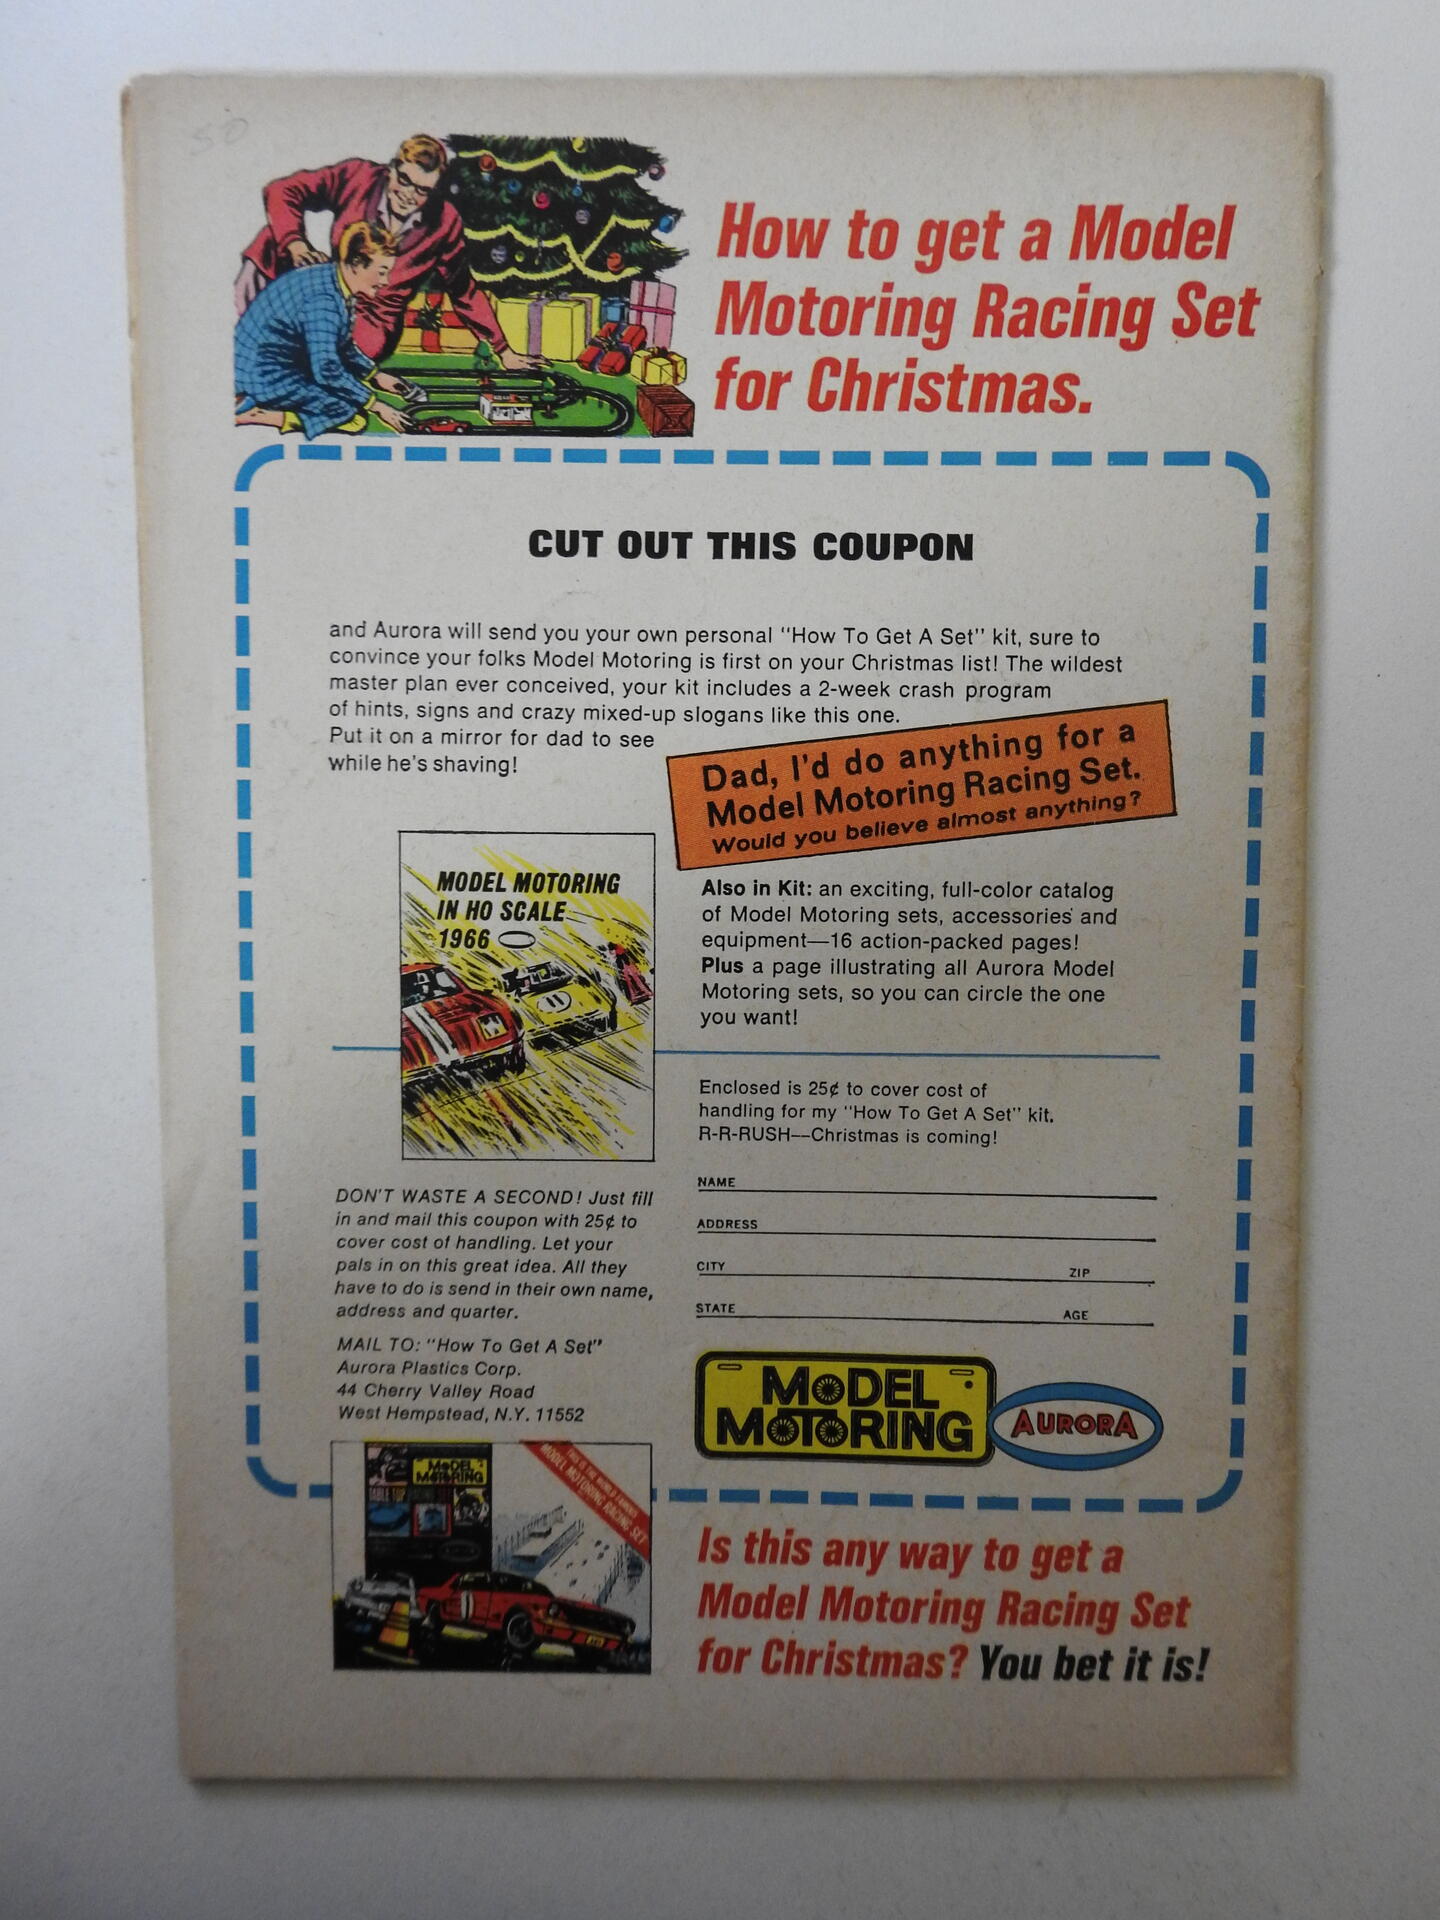 50
How to get a Model
Motoring Racing Set
for Christmas.
CUT OUT THIS COUPON
and Aurora will send you your own personal "How To Get A Set" kit, sure to
convince your folks Model Motoring is first on your Christmas list! The wildest
master plan ever conceived, your kit includes a 2-week crash program
of hints, signs and crazy mixed-up slogans like this one.
Put it on a mirror for dad to see
while he's shaving!
Dad, I'd do anything for a
Model Motoring Racing Set.
Would you believe almost anything?
MODEL MOTORING
IN HO SCALE
1966
11
Also in Kit: an exciting, full-color catalog
of Model Motoring sets, accessories and
equipment—16 action-packed pages!
Plus a page illustrating all Aurora Model
Motoring sets, so you can circle the one
you want!
Enclosed is 25¢ to cover cost of
handling for my "How To Get A Set" kit.
R-R-RUSH—Christmas is coming!
NAME
ADDRESS
CITY ZIP
STATE AGE
DON'T WASTE A SECOND! Just fill
in and mail this coupon with 25¢ to
cover cost of handling. Let your
pals in on this great idea. All they
have to do is send in their own name,
address and quarter.
MAIL TO: "How To Get A Set"
Aurora Plastics Corp.
44 Cherry Valley Road
West Hempstead, N.Y. 11552
MODEL
MOTORING
AURORA
MODEL
MOTORING
THIS IS THE WORLD FAMOUS
MODEL MOTORING RACING SET
Is this any way to get a
Model Motoring Racing Set
for Christmas? You bet it is!